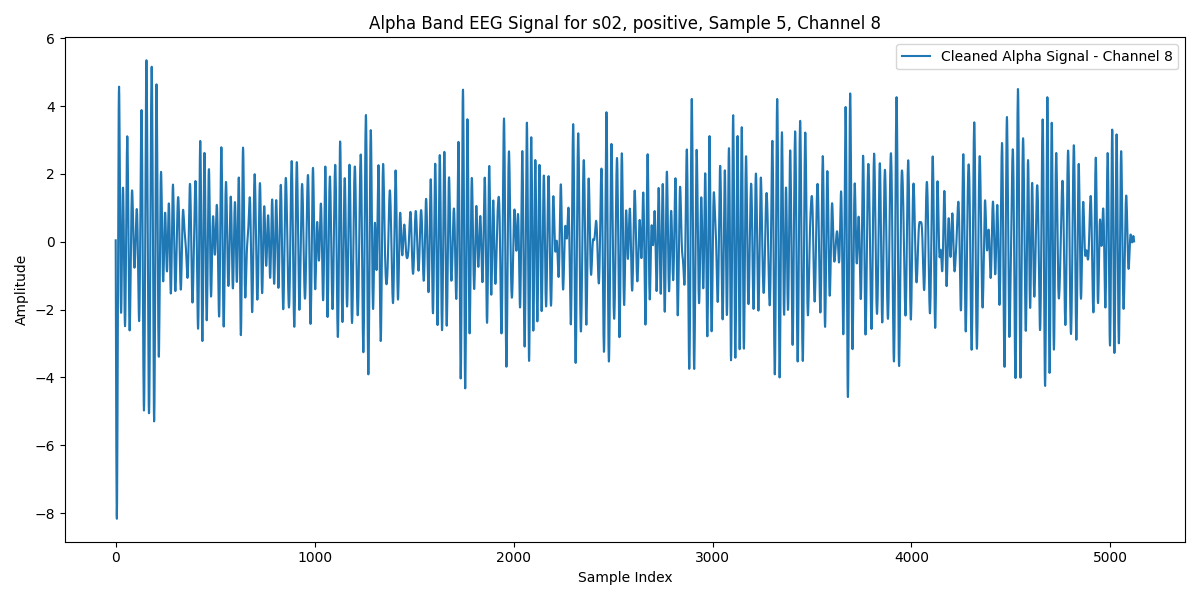 Alpha Band EEG Signal for s02, positive, Sample 5, Channel 8
Cleaned Alpha Signal - Channel 8
6
4
2
0
−2
−4
−6
−8
Amplitude
0 1000 2000 3000 4000 5000
Sample Index